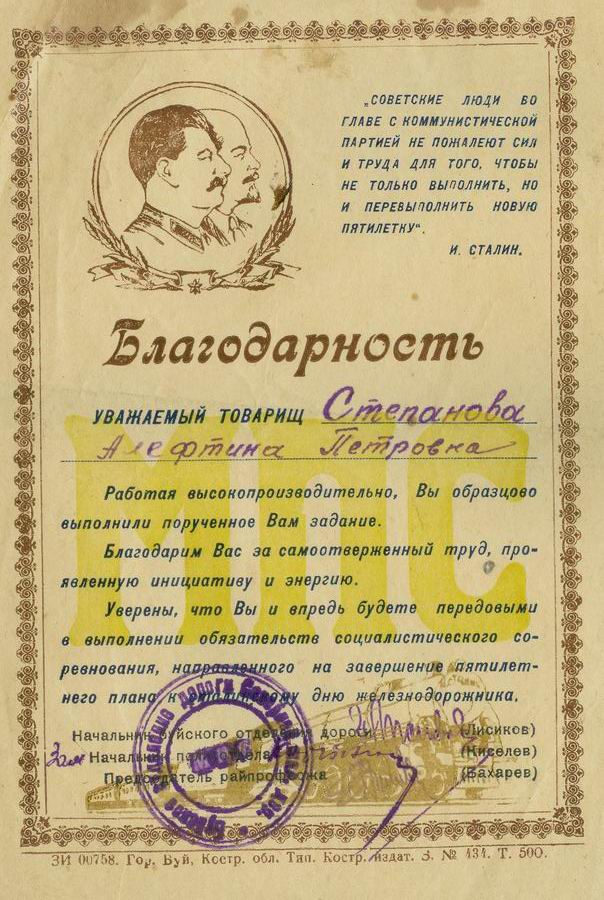 „СОВЕТСКИЕ ЛЮДИ ВО
ГЛАВЕ С КОММУНИСТИЧЕСКОЙ
ПАРТИЕЙ НЕ ПОЖАЛЕЮТ СИЛ
И ТРУДА ДЛЯ ТОГО, ЧТОБЫ
НЕ ТОЛЬКО ВЫПОЛНИТЬ, НО
И ПЕРЕВЫПОЛНИТЬ НОВУЮ
ПЯТИЛЕТКУ“.
И. СТАЛИН.
Благодарность
УВАЖАЕМЫЙ ТОВАРИЩ Степанова
Алефтина Петровна
МПС
Работая высокопроизводительно, Вы образцово
выполнили порученное Вам задание.
Благодарим Вас за самоотверженный труд, про-
явленную инициативу и энергию.
Уверены, что Вы и впредь будете передовыми
в выполнении обязательств социалистического со-
ревнования, направленного на завершение пятилет-
него плана к Сталинскому дню железнодорожника.
Начальник Буйского отделения дороги (Лисиков)
Зам Начальник политотдела (Киселев)
Председатель райпрофсожа (Бахарев)
ЗИ 00758. Гор. Буй, Костр. обл. Тип. Костр. издат. З. № 434. Т. 500.